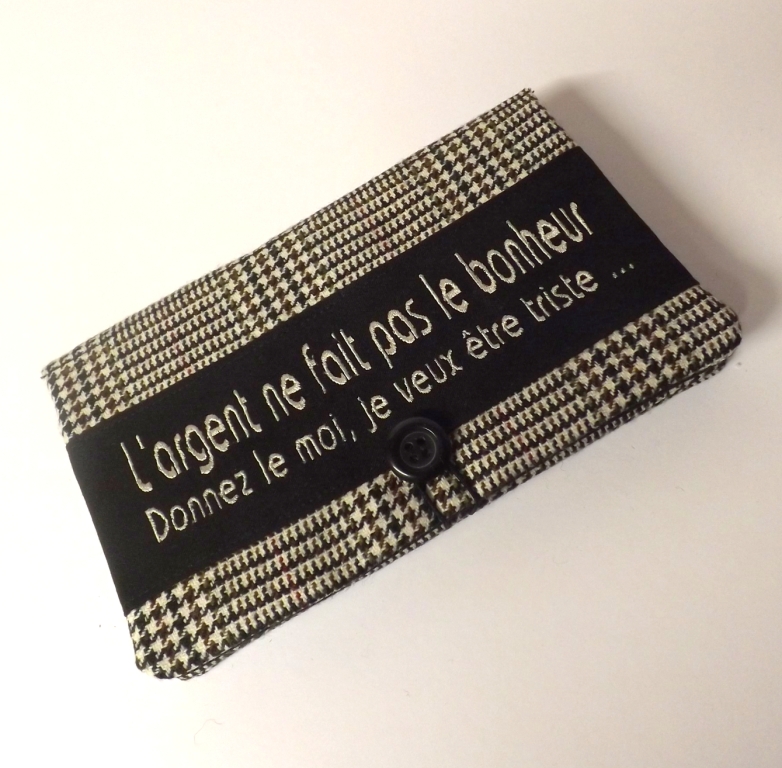 L'argent ne fait pas le bonheur
Donnez le moi, je veux être triste ...